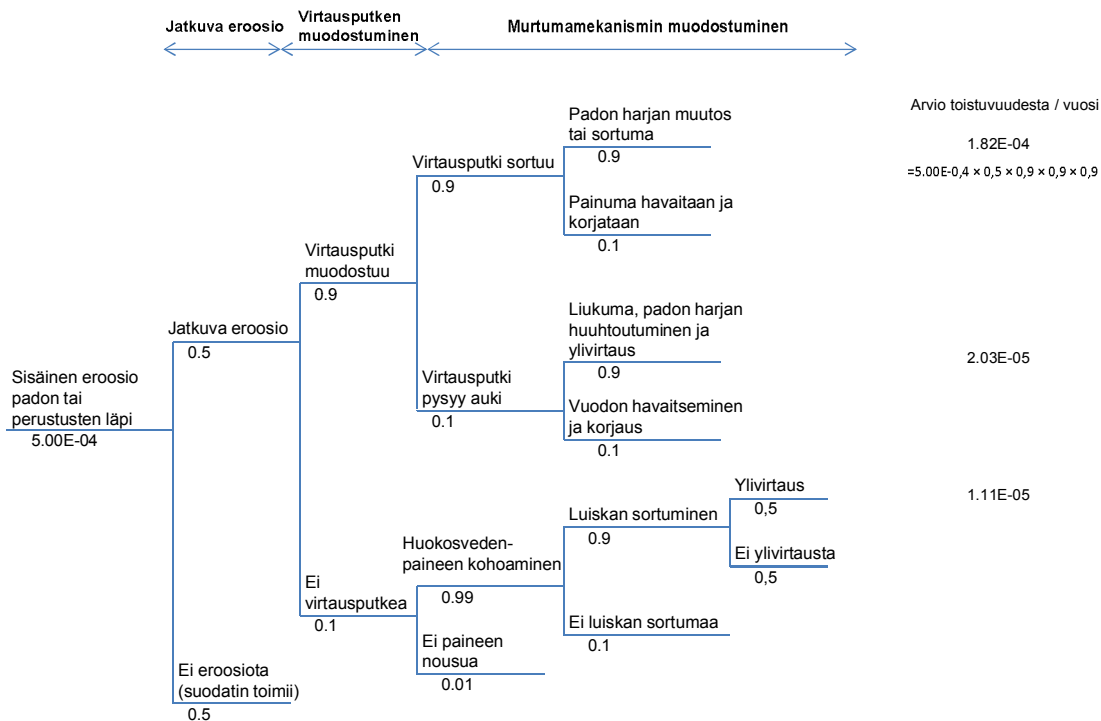 Jatkuva eroosio
Virtausputken
muodostuminen
Murtumamekanismin muodostuminen
Arvio toistuvuudesta / vuosi
Padon harjan muutos
tai sortuma
0.9
1.82E-04
=5.00E-0,4 × 0,5 × 0,9 × 0,9 × 0,9
Virtausputki sortuu
0.9
Painuma havaitaan ja
korjataan
0.1
Virtausputki
muodostuu
0.9
Liukuma, padon harjan
huuhtoutuminen ja
ylivirtaus
0.9
2.03E-05
Jatkuva eroosio
0.5
Sisäinen eroosio
padon tai
perustusten läpi
5.00E-04
Virtausputki
pysyy auki
0.1
Vuodon havaitseminen
ja korjaus
0.1
Ylivirtaus
0,5
1.11E-05
Luiskan sortuminen
0.9
Ei ylivirtausta
0,5
Huokosveden-
paineen kohoaminen
0.99
Ei
virtausputkea
0.1
Ei luiskan sortumaa
0.1
Ei paineen
nousua
0.01
Ei eroosiota
(suodatin toimii)
0.5